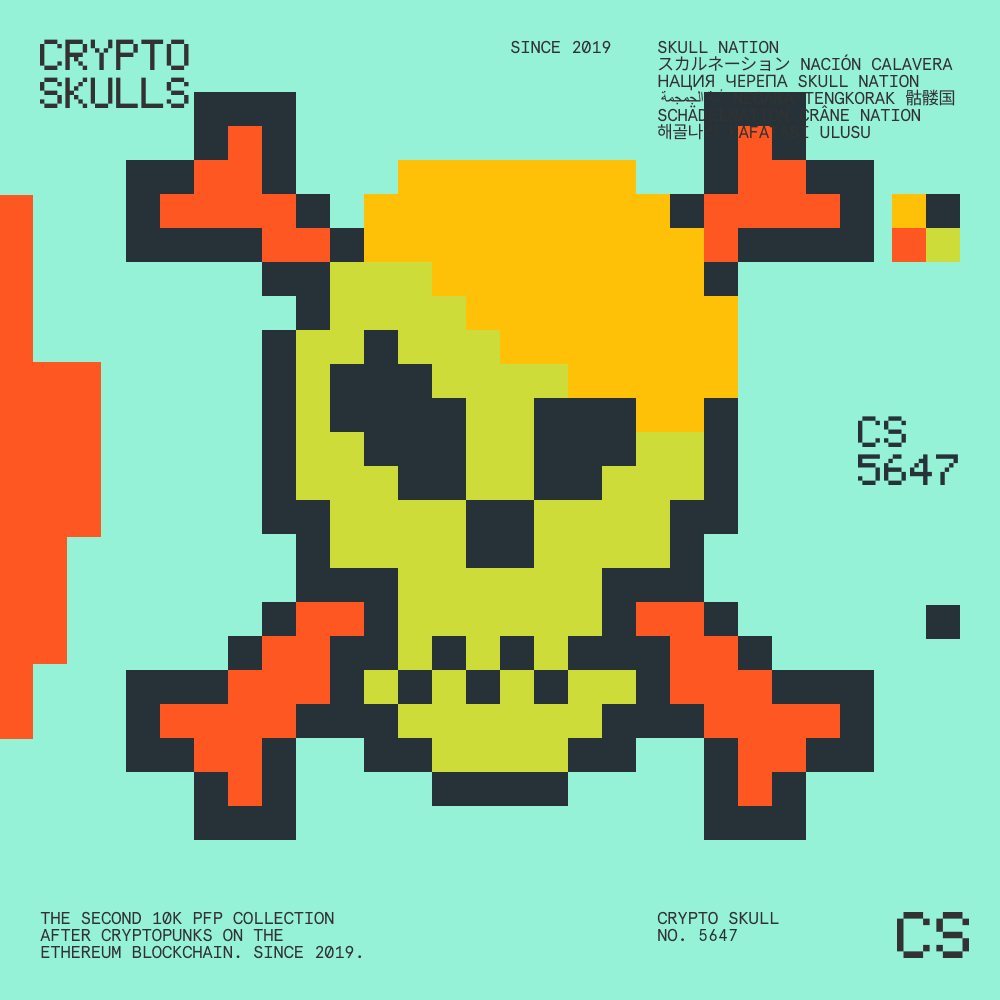 CRYPTO
SKULLS
SINCE 2019
SKULL NATION
スカルネーション NACIÓN CALAVERA
НАЦИЯ ЧЕРЕПА SKULL NATION
TENGKORAK 骷髅国
CRÂNE NATION
ULUSU
CS
5647
THE SECOND 10K PFP COLLECTION
AFTER CRYPTOPUNKS ON THE
ETHEREUM BLOCKCHAIN. SINCE 2019.
CRYPTO SKULL
NO. 5647
CS